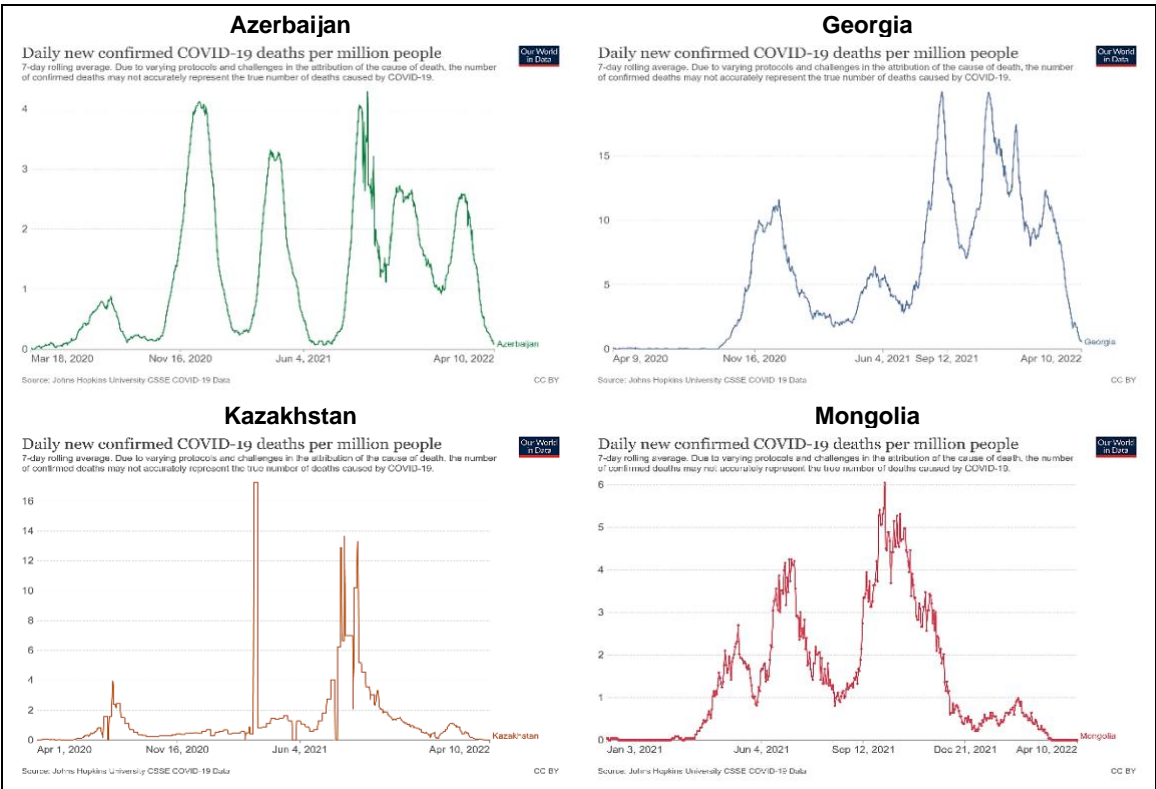 Azerbaijan
Daily new confirmed COVID-19 deaths per million people
7-day rolling average. Due to varying protocols and challenges in the attribution of the cause of death, the number
of confirmed deaths may not accurately represent the true number of deaths caused by COVID-19.
Our World
in Data
4
3
2
1
0
Azerbaijan
Mar 18, 2020 Nov 16, 2020 Jun 4, 2021 Apr 10, 2022
Source: Johns Hopkins University CSSE COVID-19 Data CC BY
Georgia
Daily new confirmed COVID-19 deaths per million people
7-day rolling average. Due to varying protocols and challenges in the attribution of the cause of death, the number
of confirmed deaths may not accurately represent the true number of deaths caused by COVID-19.
Our World
in Data
15
10
5
0
Georgia
Apr 9, 2020 Nov 16, 2020 Jun 4, 2021 Sep 12, 2021 Apr 10, 2022
Source: Johns Hopkins University CSSE COVID-19 Data CC BY
Kazakhstan
Daily new confirmed COVID-19 deaths per million people
7-day rolling average. Due to varying protocols and challenges in the attribution of the cause of death, the number
of confirmed deaths may not accurately represent the true number of deaths caused by COVID-19.
Our World
in Data
16
14
12
10
8
6
4
2
0
Kazakhstan
Apr 1, 2020 Nov 16, 2020 Jun 4, 2021 Apr 10, 2022
Source: Johns Hopkins University CSSE COVID-19 Data CC BY
Mongolia
Daily new confirmed COVID-19 deaths per million people
7-day rolling average. Due to varying protocols and challenges in the attribution of the cause of death, the number
of confirmed deaths may not accurately represent the true number of deaths caused by COVID-19.
Our World
in Data
6
5
4
3
2
1
0
Mongolia
Jan 3, 2021 Jun 4, 2021 Sep 12, 2021 Dec 21, 2021 Apr 10, 2022
Source: Johns Hopkins University CSSE COVID-19 Data CC BY